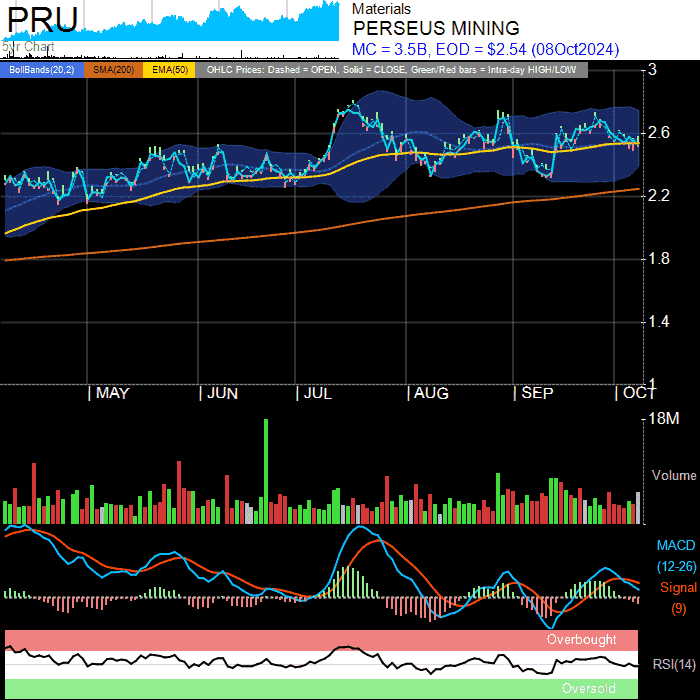 PRU
5yr Chart
Materials
PERSEUS MINING
MC = 3.5B, EOD = $2.54 (08Oct2024)
BollBands(20,2) SMA(200) EMA(50) OHLC Prices: Dashed = OPEN, Solid = CLOSE, Green/Red bars = Intra-day HIGH/LOW
3
2.6
2.2
1.8
1.4
1
| MAY | JUN | JUL | AUG | SEP | OCT
18M
Volume
MACD
(12-26)
Signal
(9)
Overbought
RSI(14)
Oversold